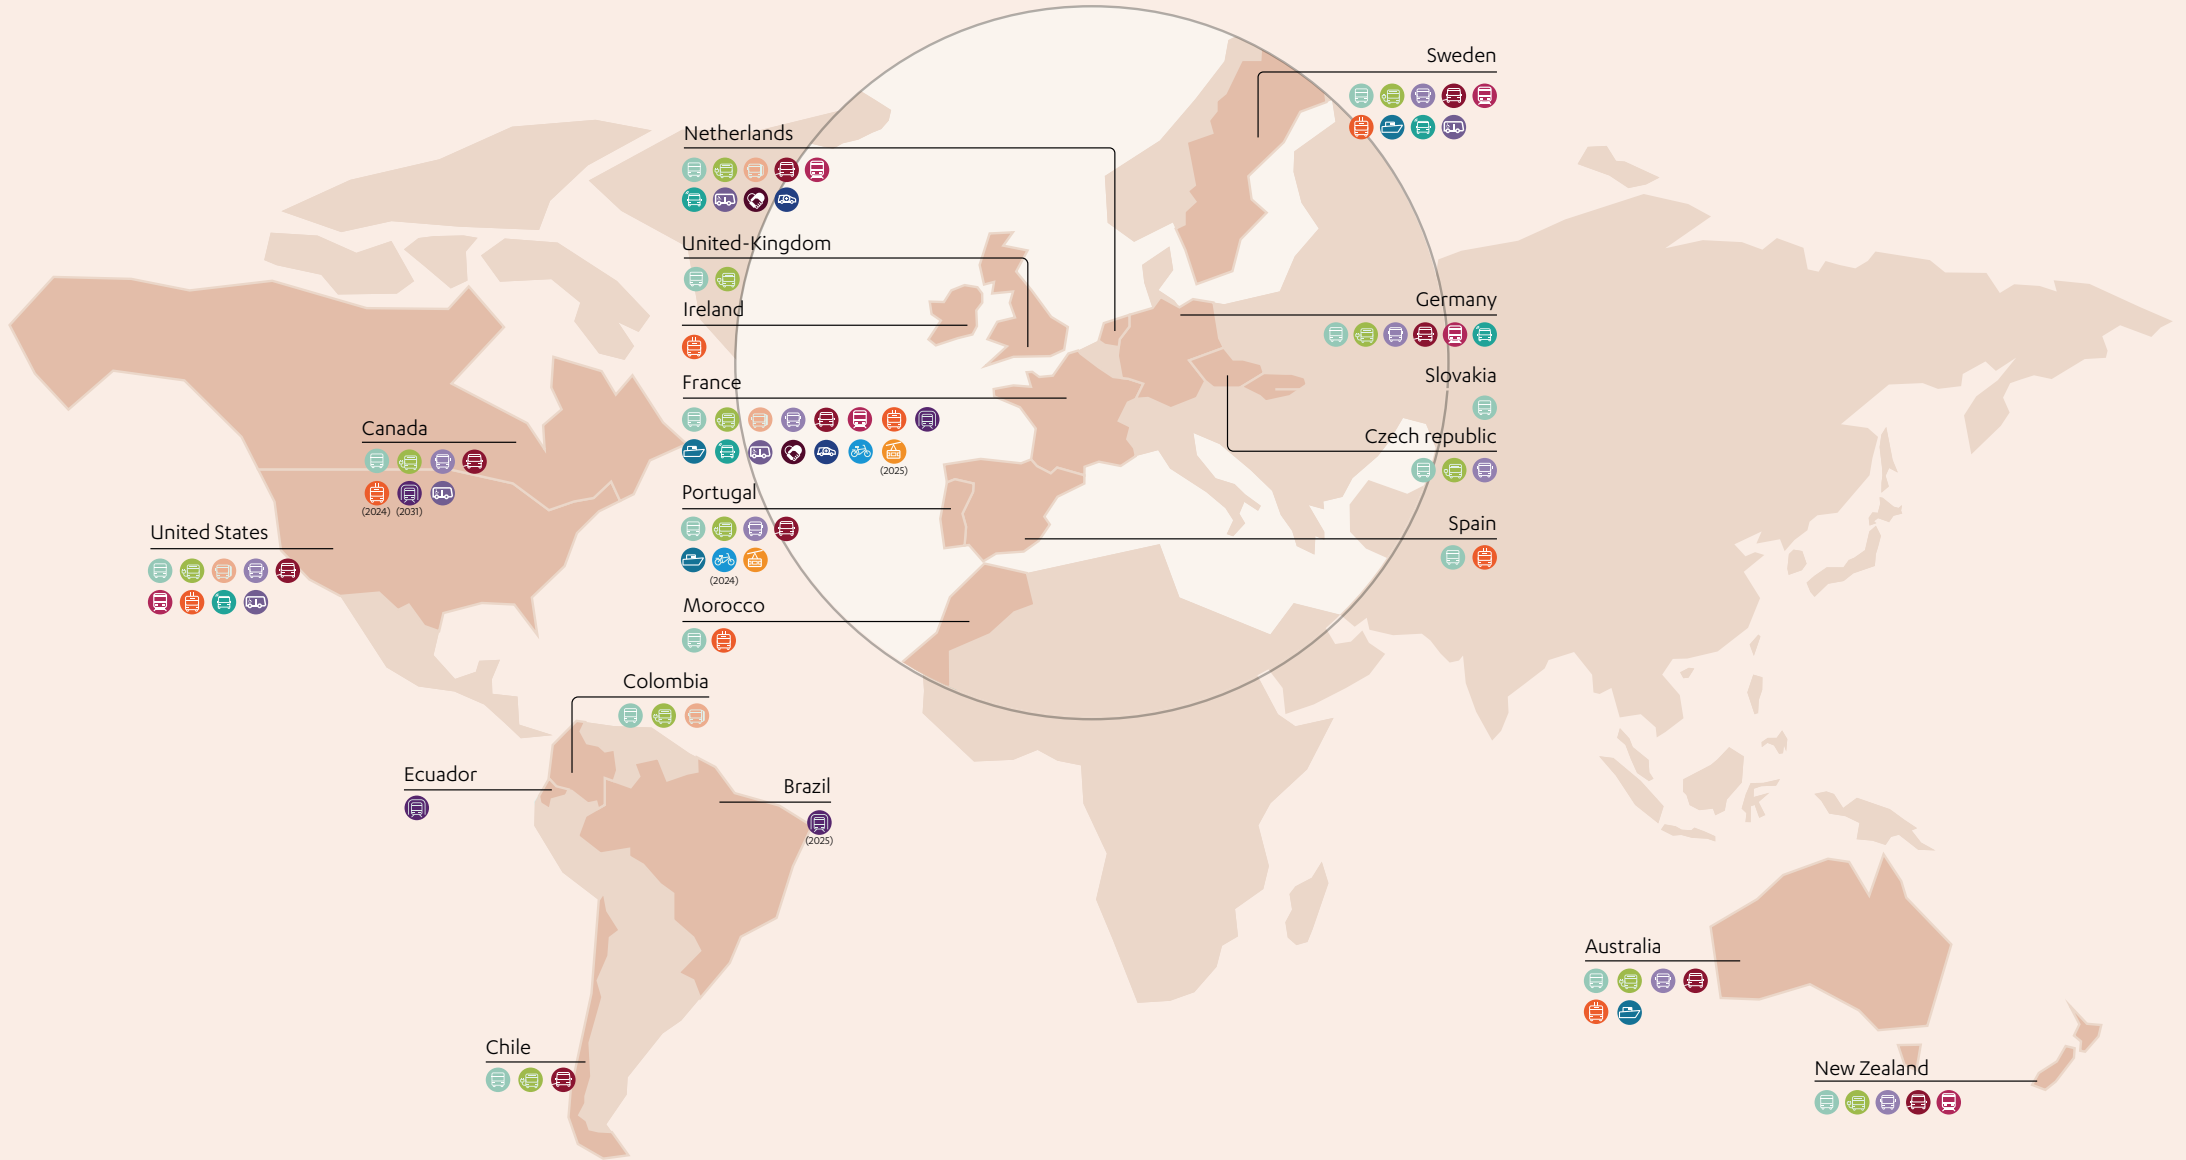 Sweden
Netherlands
United-Kingdom
Ireland
Germany
France
(2025)
Slovakia
Czech republic
Canada
(2024) (2031)
Portugal
(2024)
Spain
United States
Morocco
Colombia
Ecuador
Brazil
(2025)
Australia
Chile
New Zealand